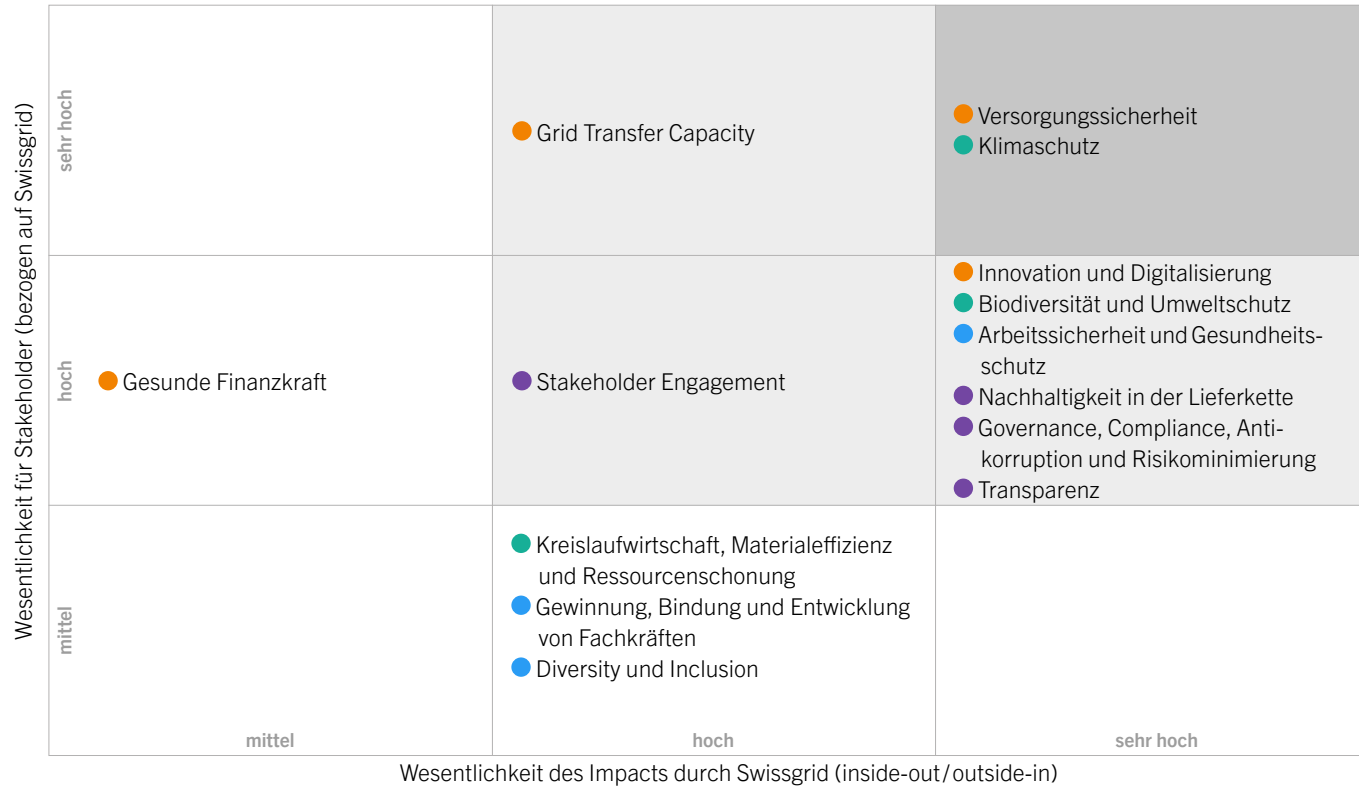 Wesentlichkeit für Stakeholder (bezogen auf Swissgrid)
sehr hoch
Grid Transfer Capacity
Versorgungssicherheit
Klimaschutz
hoch
Gesunde Finanzkraft
Stakeholder Engagement
Innovation und Digitalisierung
Biodiversität und Umweltschutz
Arbeitssicherheit und Gesundheits-
schutz
Nachhaltigkeit in der Lieferkette
Governance, Compliance, Anti-
korruption und Risikominimierung
Transparenz
mittel
Kreislaufwirtschaft, Materialeffizienz
und Ressourcenschonung
Gewinnung, Bindung und Entwicklung
von Fachkräften
Diversity und Inclusion
mittel
hoch
sehr hoch
Wesentlichkeit des Impacts durch Swissgrid (inside-out/outside-in)